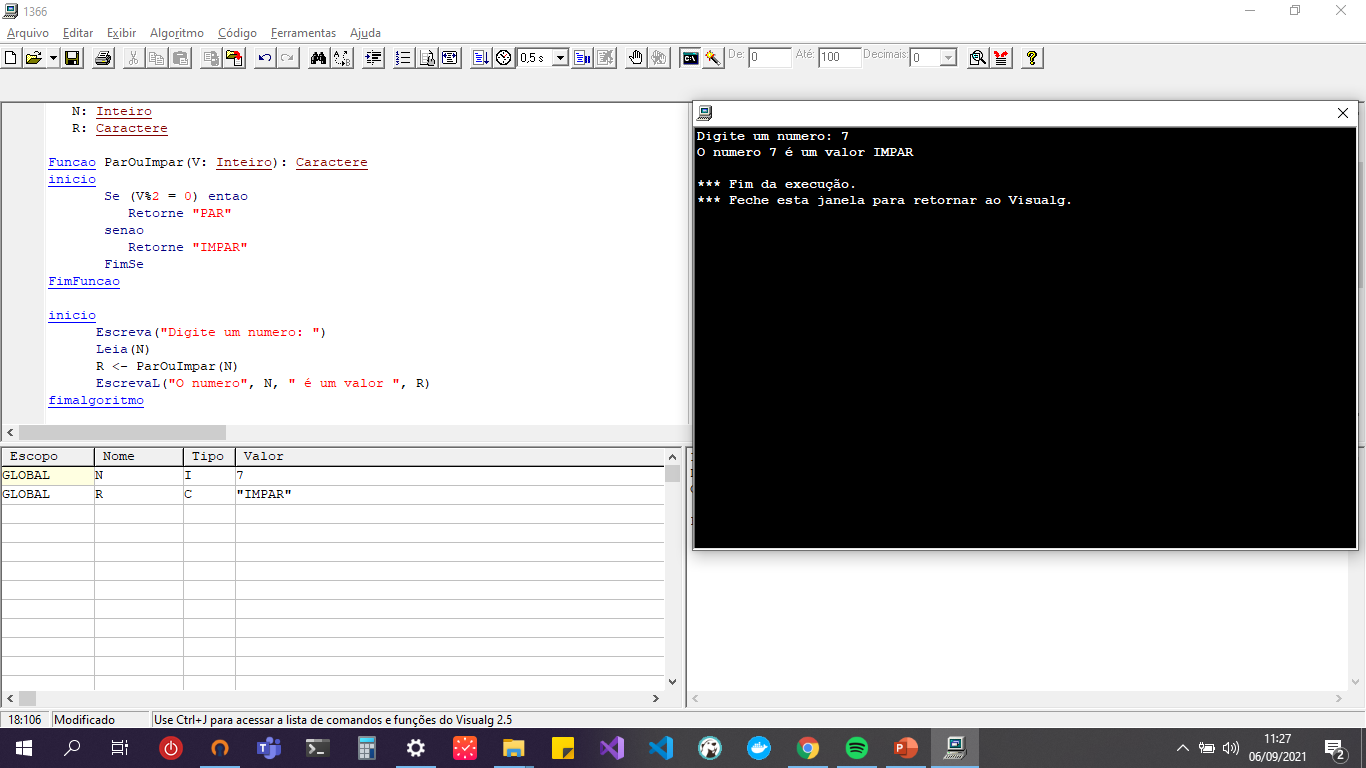 1366
Arquivo Editar Exibir Algoritmo Código Ferramentas Ajuda
0,5 s De: 0 Até: 100 Decimais: 0
N: Inteiro
R: Caractere
Funcao ParOuImpar(V: Inteiro): Caractere
inicio
Se (V%2 = 0) entao
Retorne "PAR"
senao
Retorne "IMPAR"
FimSe
FimFuncao
inicio
Escreva("Digite um numero: ")
Leia(N)
R <- ParOuImpar(N)
EscrevaL("O numero", N, " é um valor ", R)
fimalgoritmo
Digite um numero: 7
O numero 7 é um valor IMPAR
*** Fim da execução.
*** Feche esta janela para retornar ao Visualg.
Escopo Nome Tipo Valor
GLOBAL N I 7
GLOBAL R C "IMPAR"
18:106 Modificado Use Ctrl+J para acessar a lista de comandos e funções do Visualg 2.5
11:27
06/09/2021
2